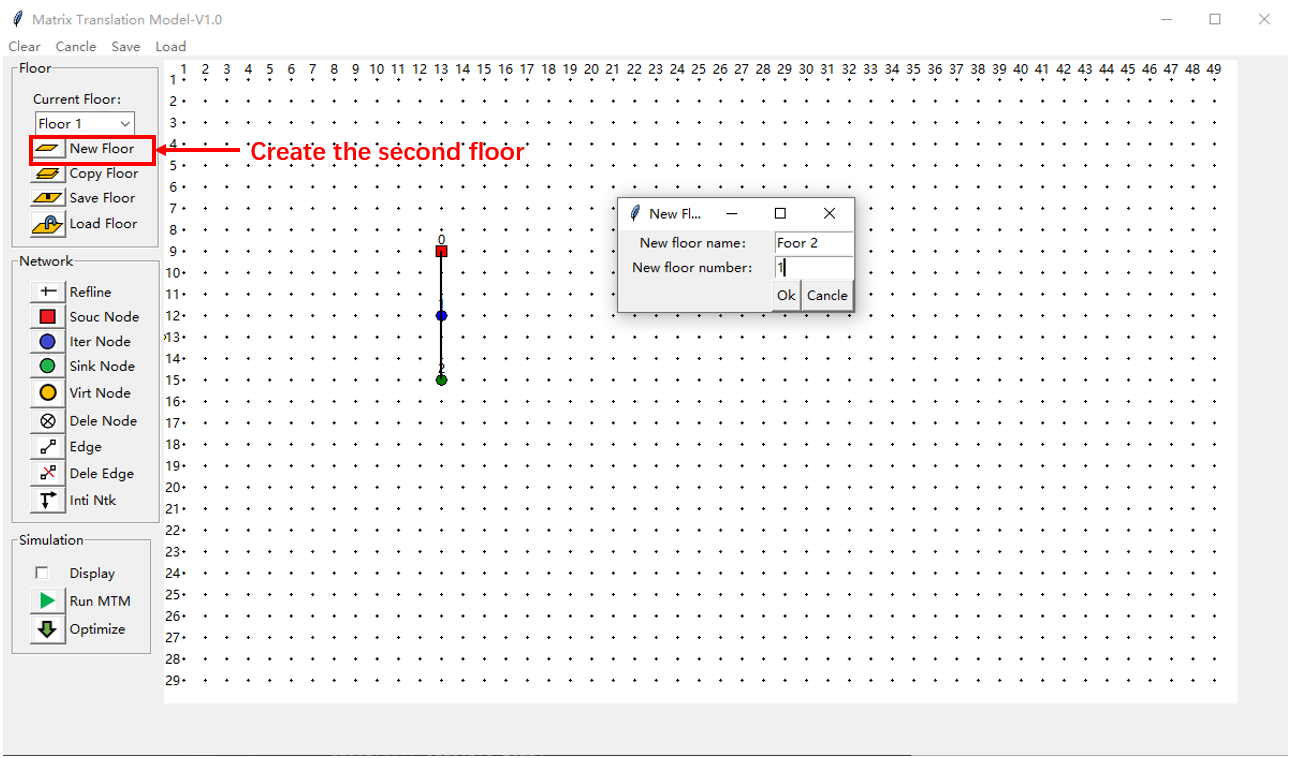 Matrix Translation Model-V1.0
Clear Cancle Save Load
Floor
Current Floor:
Floor 1
New Floor
Copy Floor
Save Floor
Load Floor
Network
Refline
Souc Node
Iter Node
Sink Node
Virt Node
Dele Node
Edge
Dele Edge
Inti Ntk
Simulation
Display
Run MTM
Optimize
1 2 3 4 5 6 7 8 9 10 11 12 13 14 15 16 17 18 19 20 21 22 23 24 25 26 27 28 29 30 31 32 33 34 35 36 37 38 39 40 41 42 43 44 45 46 47 48 49
1
2
3
4
5
6
7
8
9
10
11
12
13
14
15
16
17
18
19
20
21
22
23
24
25
26
27
28
29
Create the second floor
0
2
New Fl...
New floor name: Foor 2
New floor number: 1
Ok Cancle